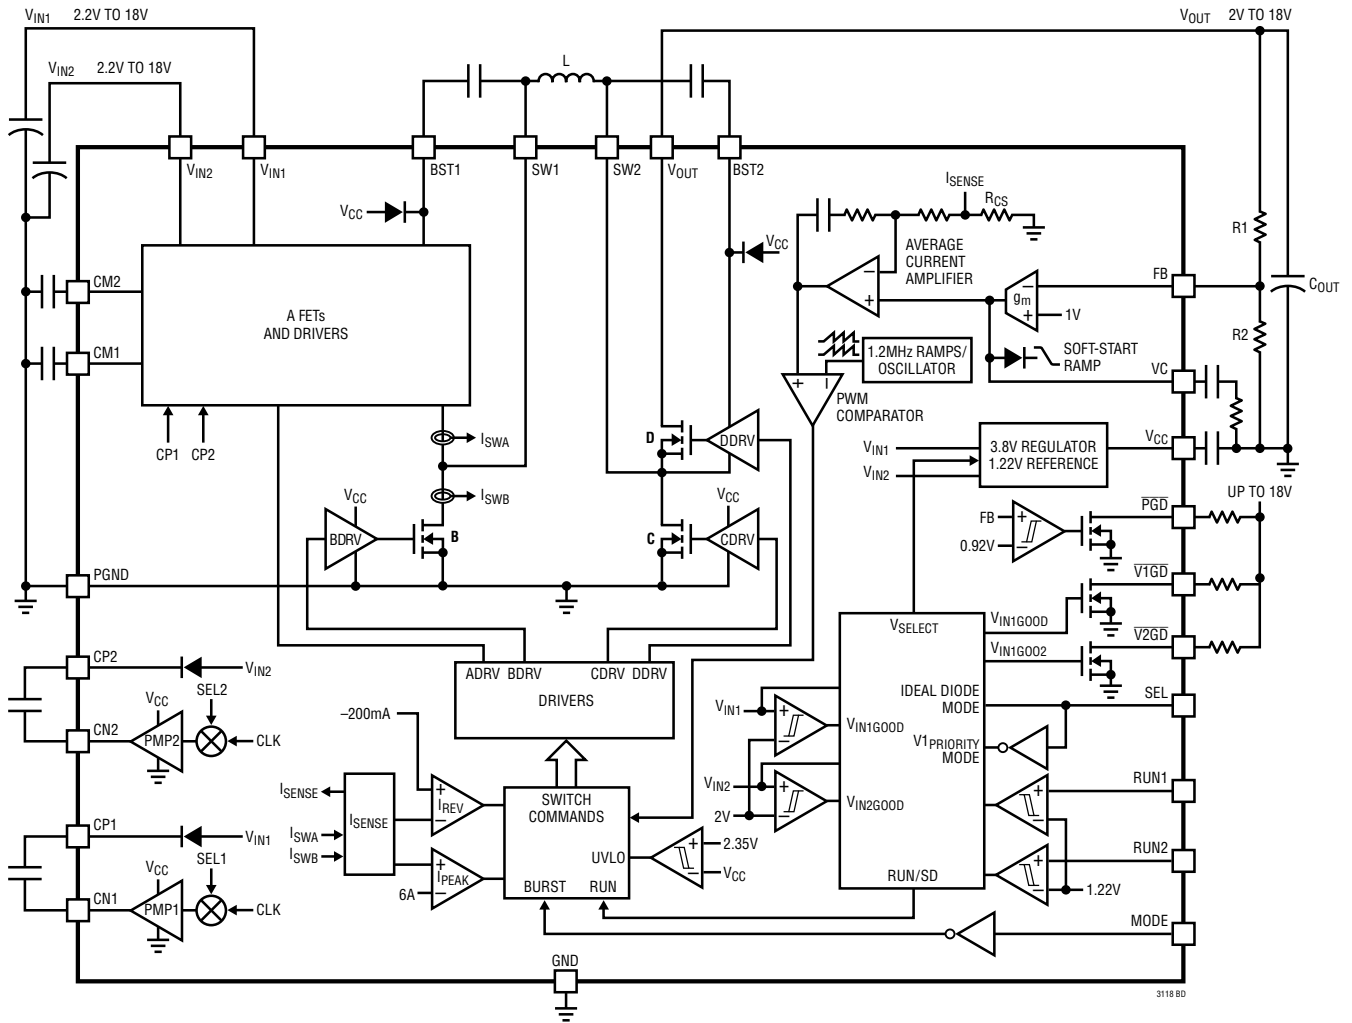 VIN1 2.2V TO 18V
VOUT 2V TO 18V
VIN2 2.2V TO 18V
L
VIN2
VIN1
BST1
SW1
SW2
VOUT
BST2
ISENSE
RCS
VCC
VCC
R1
AVERAGE
CURRENT
AMPLIFIER
–
+
FB
–
gm
+
1V
COUT
CM2
A FETs
AND DRIVERS
CM1
R2
1.2MHz RAMPS/
OSCILLATOR
SOFT-START
RAMP
VC
+
–
PWM
COMPARATOR
CP1
CP2
ISWA
D
DDRV
VIN1
VIN2
3.8V REGULATOR
1.22V REFERENCE
VCC
ISWB
VCC
VCC
UP TO 18V
BDRV
B
C
CDRV
FB
0.92V
+
–
PGD
PGND
V1GD
VSELECT
VIN1GOOD
V2GD
VIN1GOO2
CP2
VIN2
SEL2
VCC
CN2
PMP2
CLK
ADRV BDRV
CDRV DDRV
DRIVERS
IDEAL DIODE
MODE
SEL
–200mA
VIN1
+
–
VIN1GOOD
V1PRIORITY
MODE
ISENSE
ISENSE
+
IREV
–
SWITCH
COMMANDS
VIN2
2V
+
–
VIN2GOOD
RUN1
+
–
CP1
VIN1
SEL1
VCC
CN1
PMP1
CLK
ISWA
ISWB
+
IPEAK
–
6A
UVLO
2.35V
+
–
VCC
BURST
RUN
RUN/SD
RUN2
+
–
1.22V
MODE
GND
3118 BD